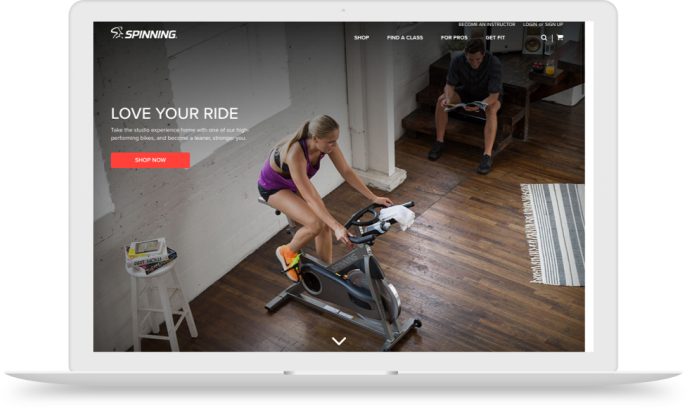 BECOME AN INSTRUCTOR LOGIN or SIGN UP
SPINNING
SHOP FIND A CLASS FOR PROS GET FIT
LOVE YOUR RIDE
Take the studio experience home with one of our high
performing bikes, and become a leaner, stronger you.
SHOP NOW